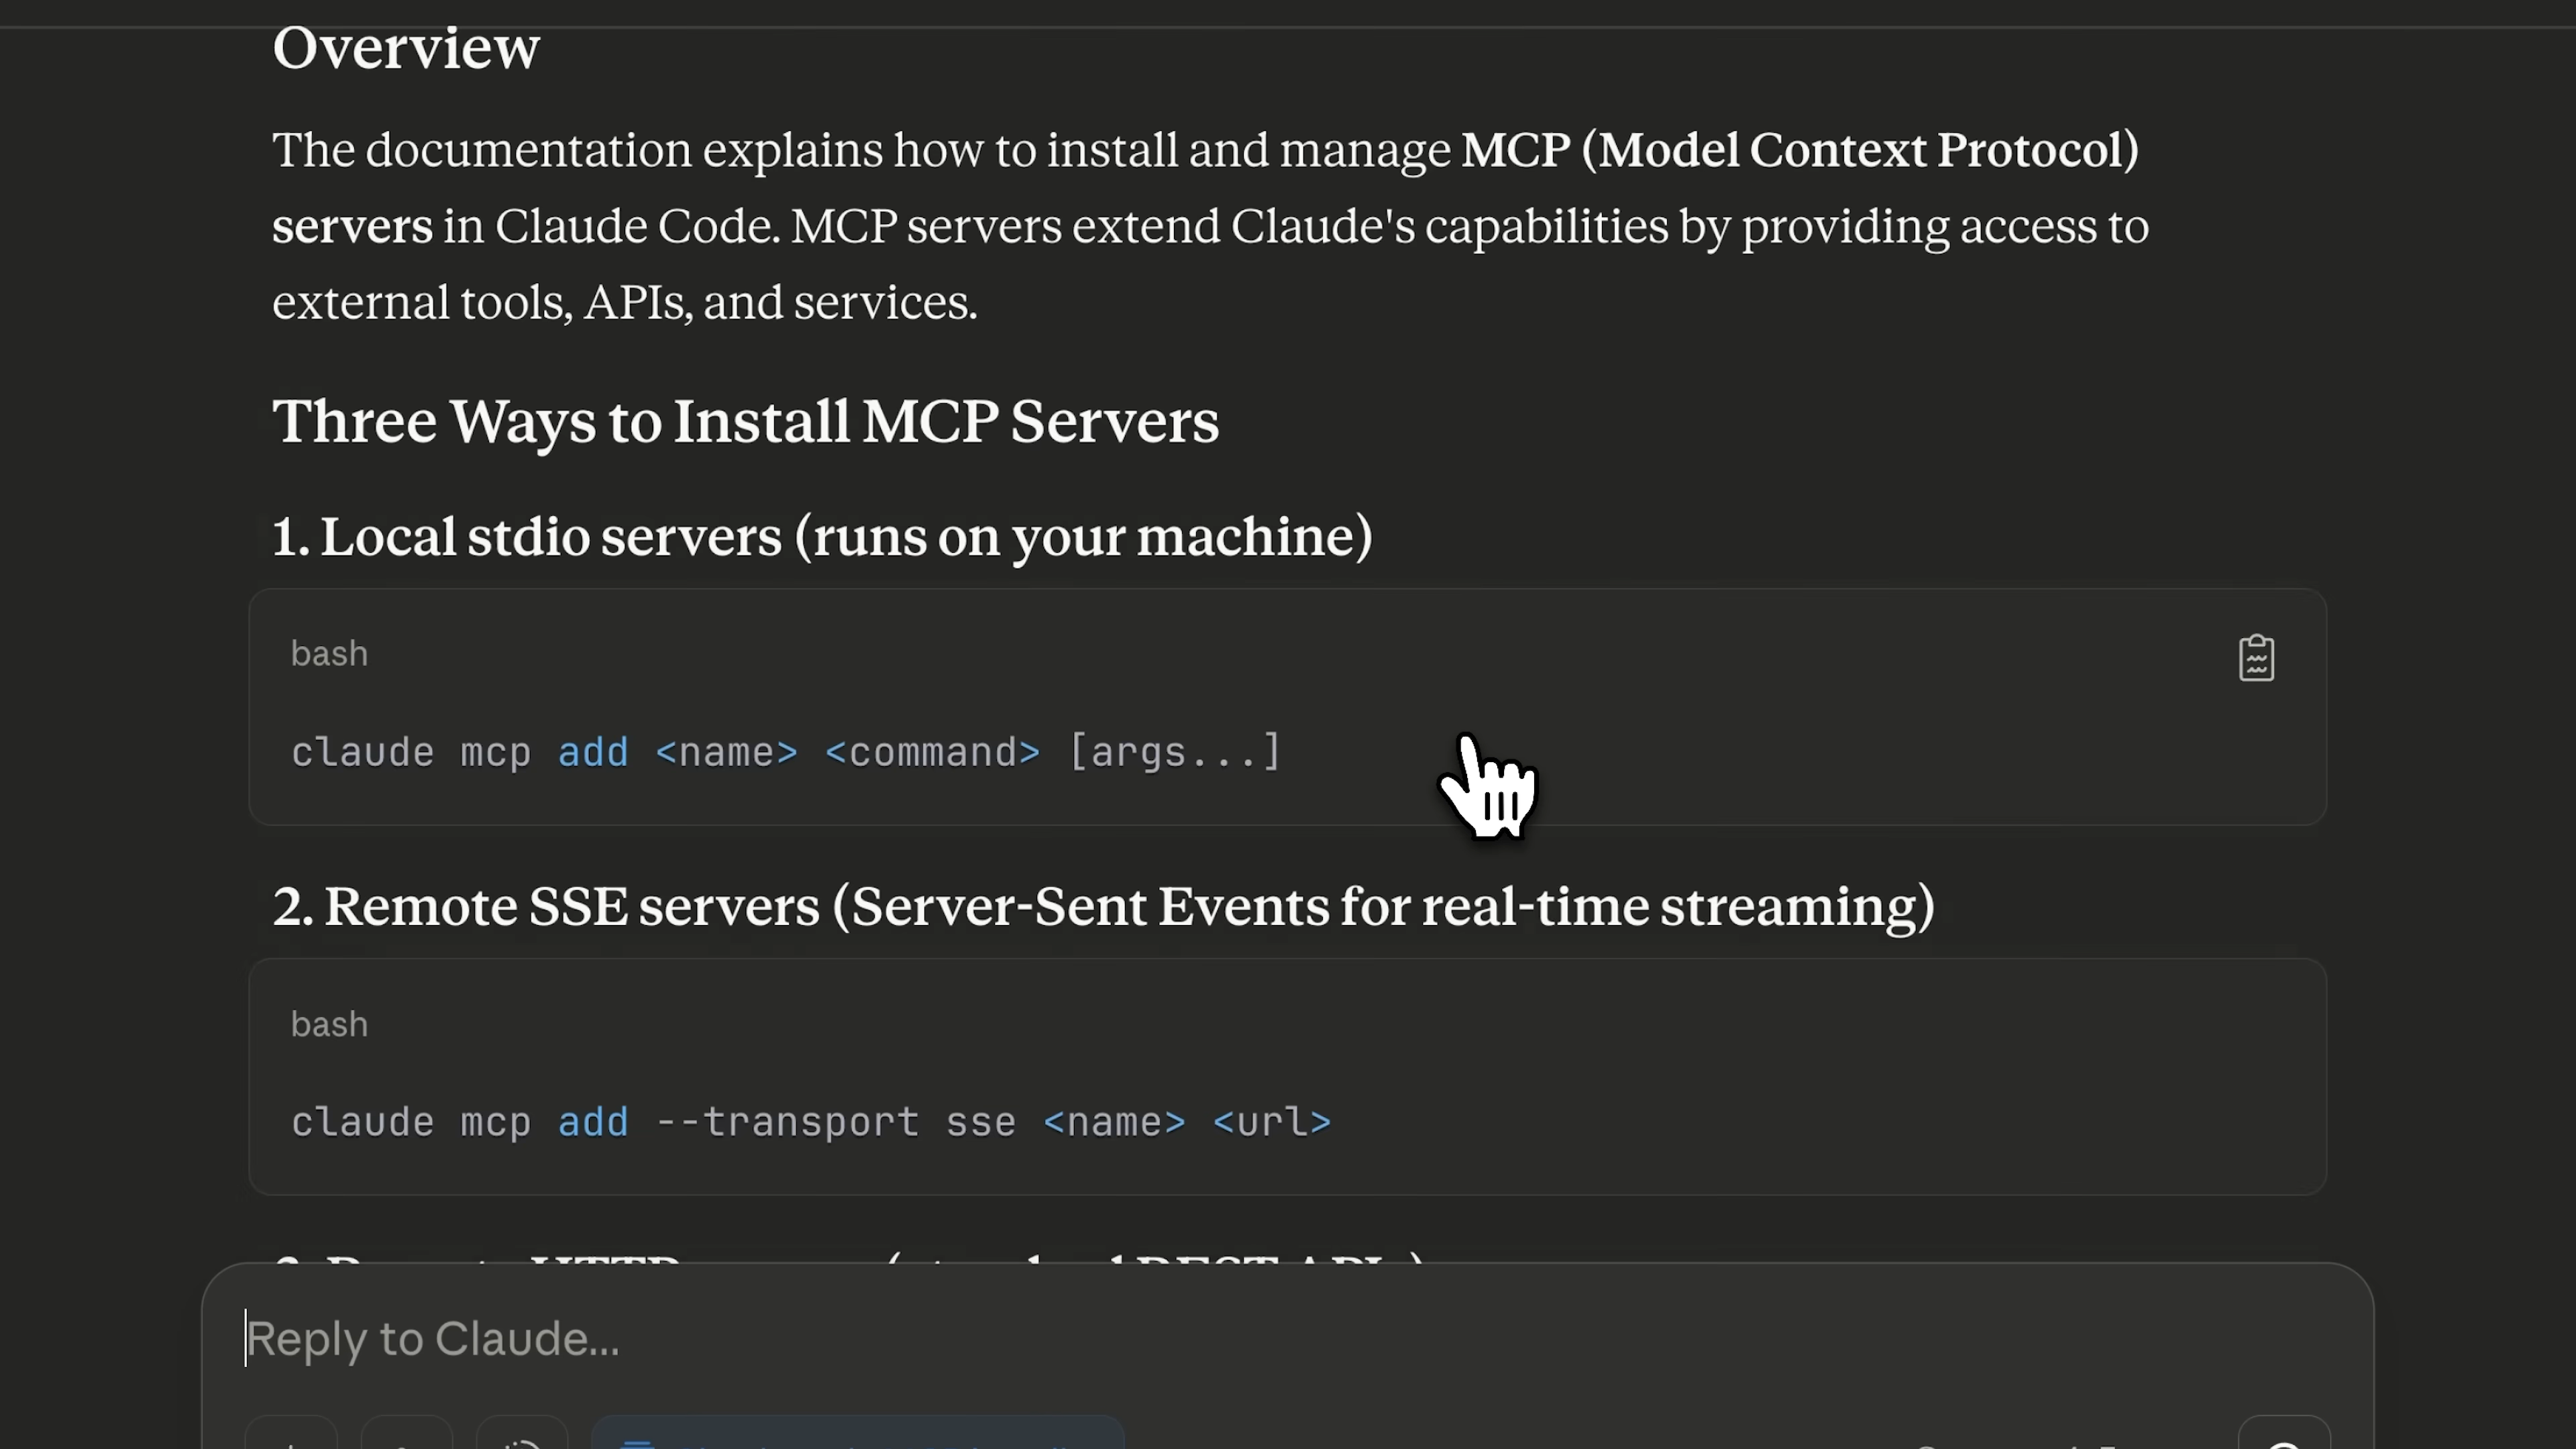 Overview
The documentation explains how to install and manage MCP (Model Context Protocol)
servers in Claude Code. MCP servers extend Claude's capabilities by providing access to
external tools, APIs, and services.
Three Ways to Install MCP Servers
1. Local stdio servers (runs on your machine)
bash
claude mcp add <name> <command> [args...]
2. Remote SSE servers (Server-Sent Events for real-time streaming)
bash
claude mcp add --transport sse <name> <url>
Reply to Claude...